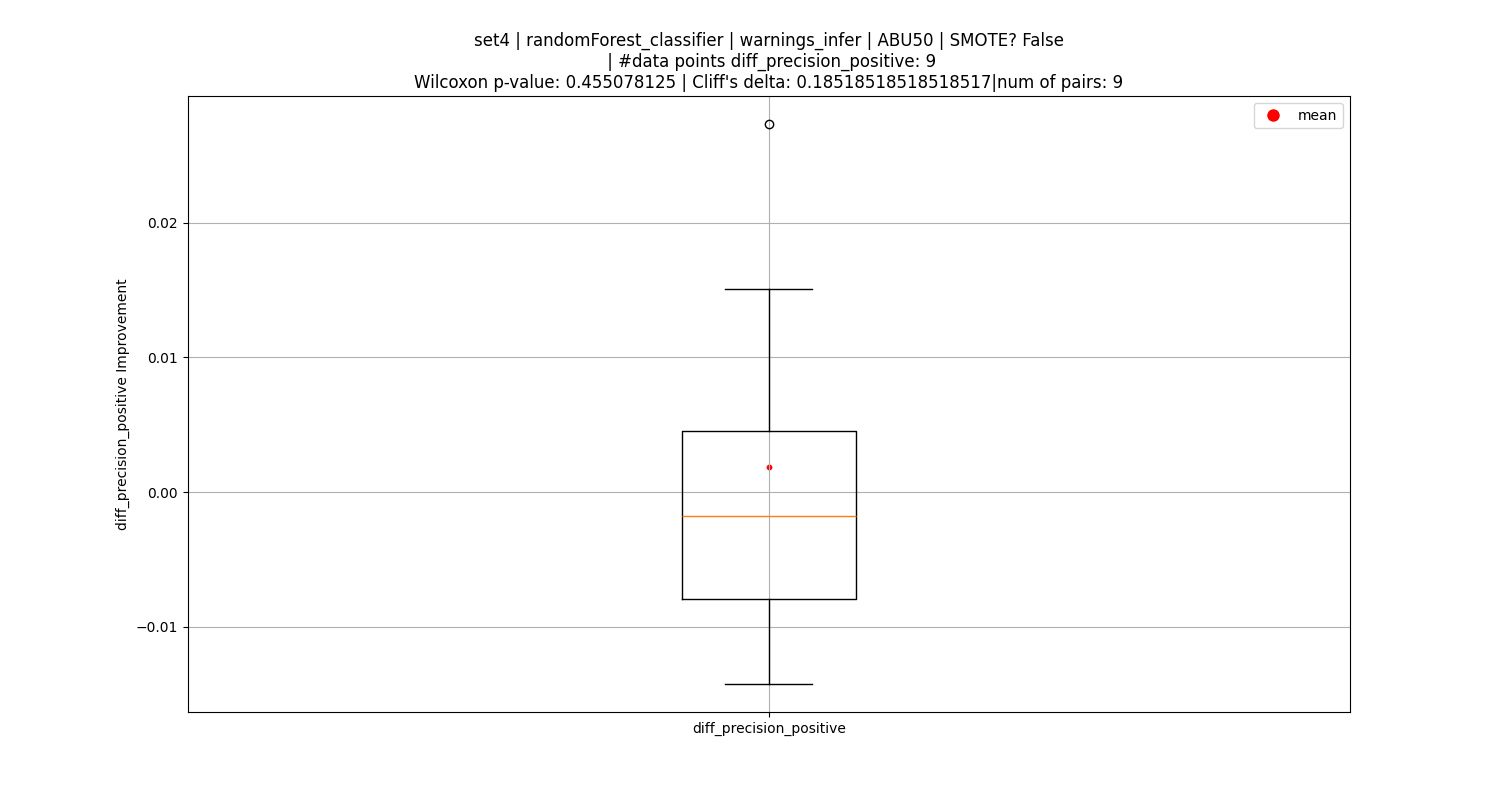 set4 | randomForest_classifier | warnings_infer | ABU50 | SMOTE? False
| #data points diff_precision_positive: 9
Wilcoxon p-value: 0.455078125 | Cliff's delta: 0.18518518518518517|num of pairs: 9
mean
0.02
0.01
0.00
−0.01
diff_precision_positive Improvement
diff_precision_positive